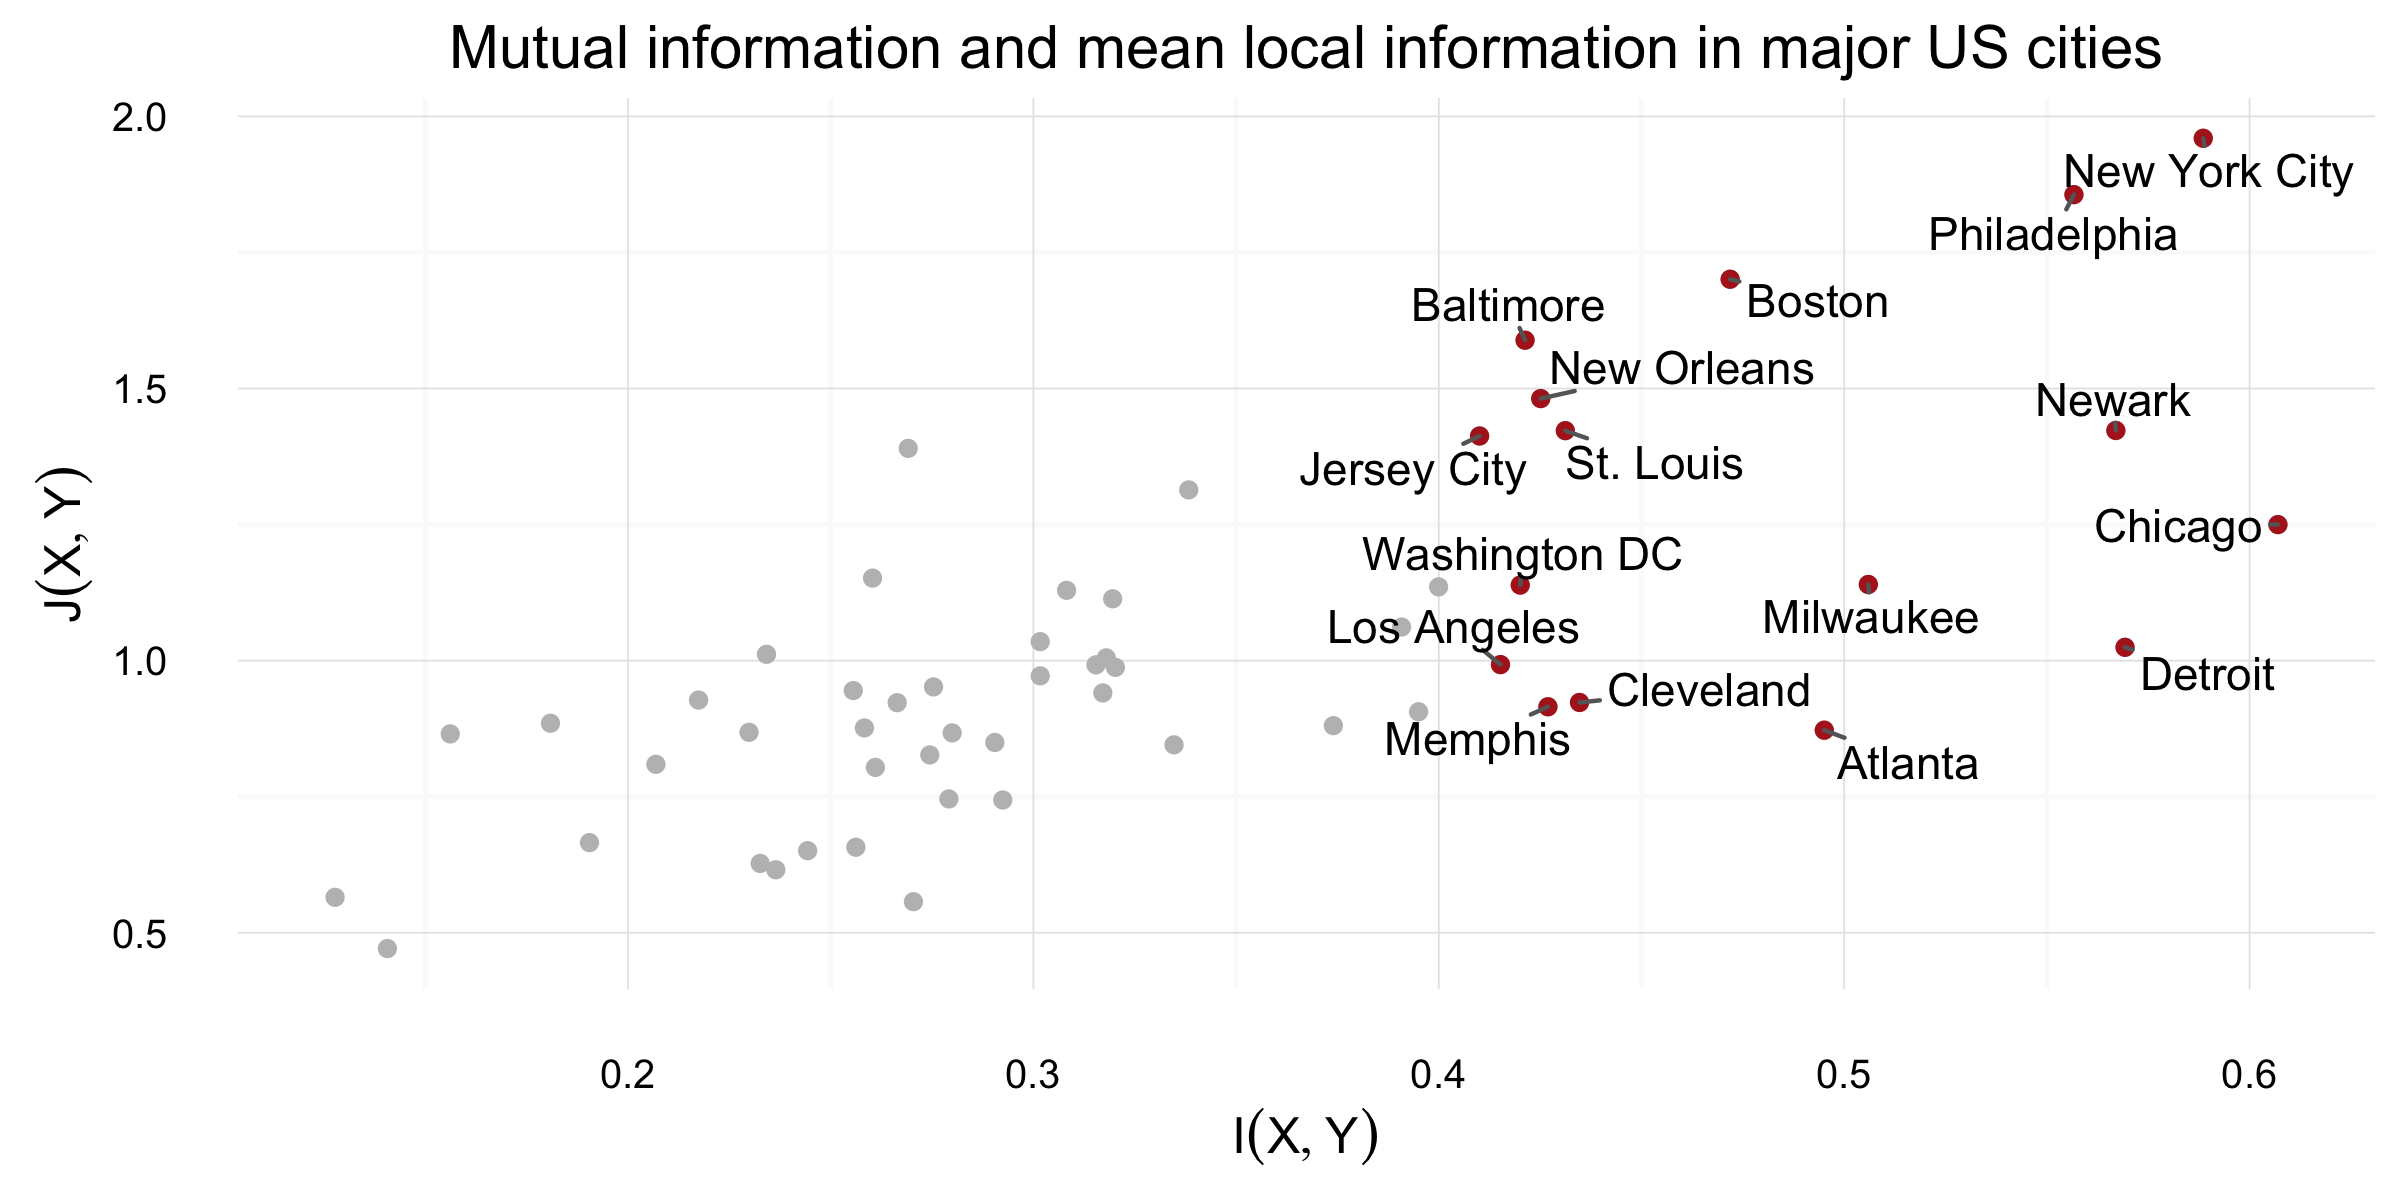 Mutual information and mean local information in major US cities
2.0
1.5
1.0
0.5
J(X, Y)
New York City
Philadelphia
Boston
Baltimore
New Orleans
Newark
Jersey City
St. Louis
Chicago
Washington DC
Los Angeles
Milwaukee
Detroit
Cleveland
Memphis
Atlanta
0.2
0.3
0.4
0.5
0.6
I(X, Y)